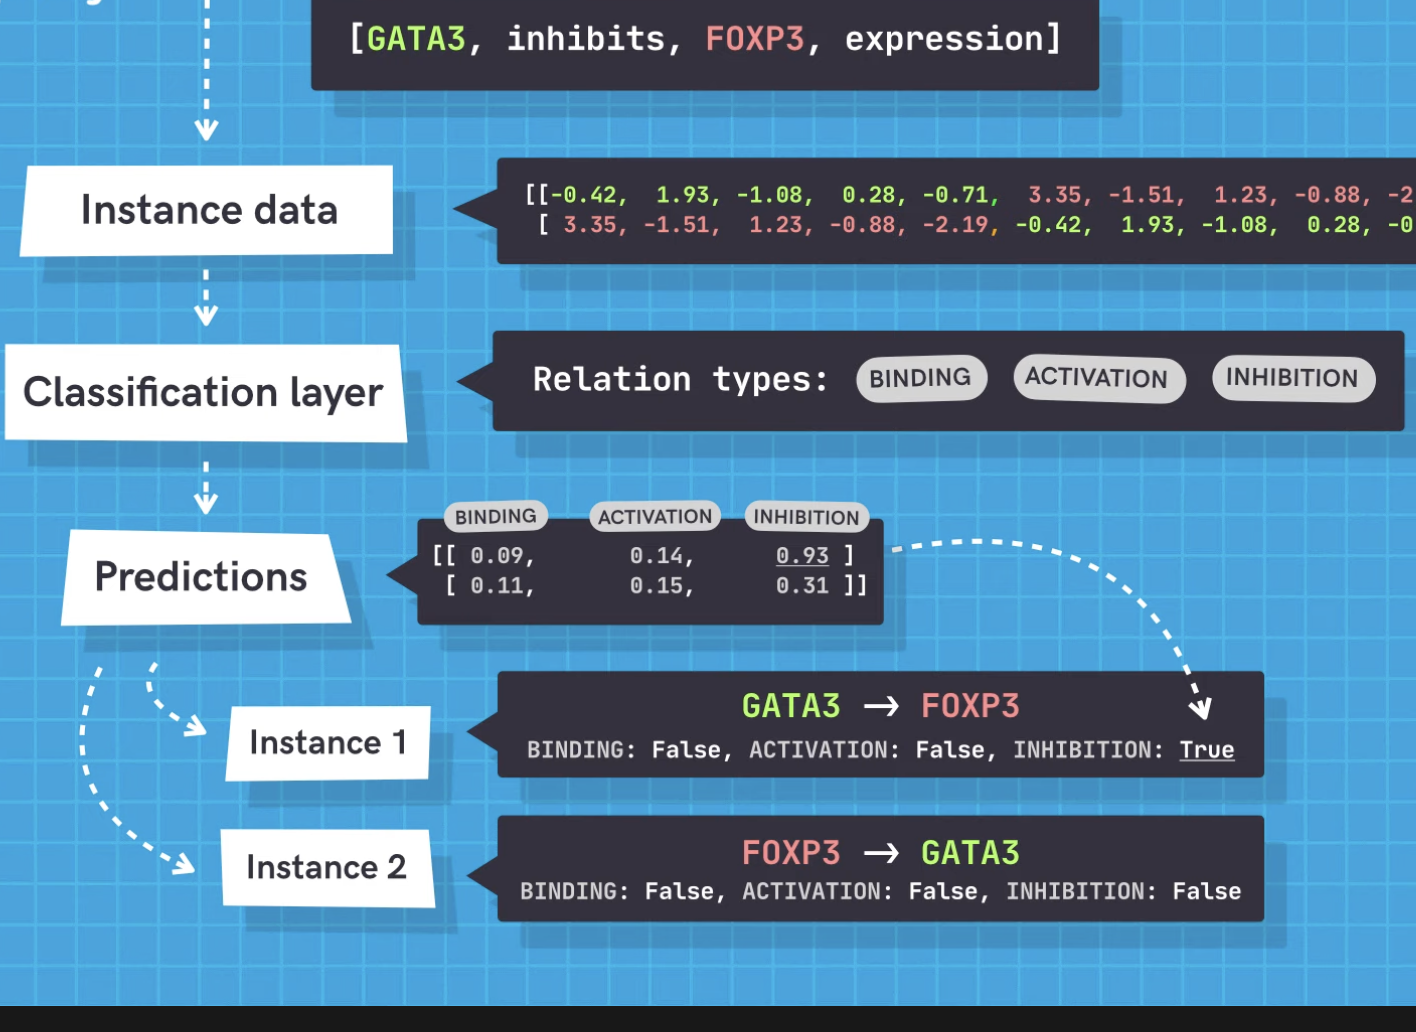 [GATA3, inhibits, FOXP3, expression]
Instance data
[[-0.42, 1.93, -1.08, 0.28, -0.71, 3.35, -1.51, 1.23, -0.88, -2
[ 3.35, -1.51, 1.23, -0.88, -2.19, -0.42, 1.93, -1.08, 0.28, -0
Classification layer
Relation types: BINDING ACTIVATION INHIBITION
Predictions
BINDING ACTIVATION INHIBITION
[[ 0.09, 0.14, 0.93 ]
[ 0.11, 0.15, 0.31 ]]
Instance 1
GATA3 → FOXP3
BINDING: False, ACTIVATION: False, INHIBITION: True
Instance 2
FOXP3 → GATA3
BINDING: False, ACTIVATION: False, INHIBITION: False